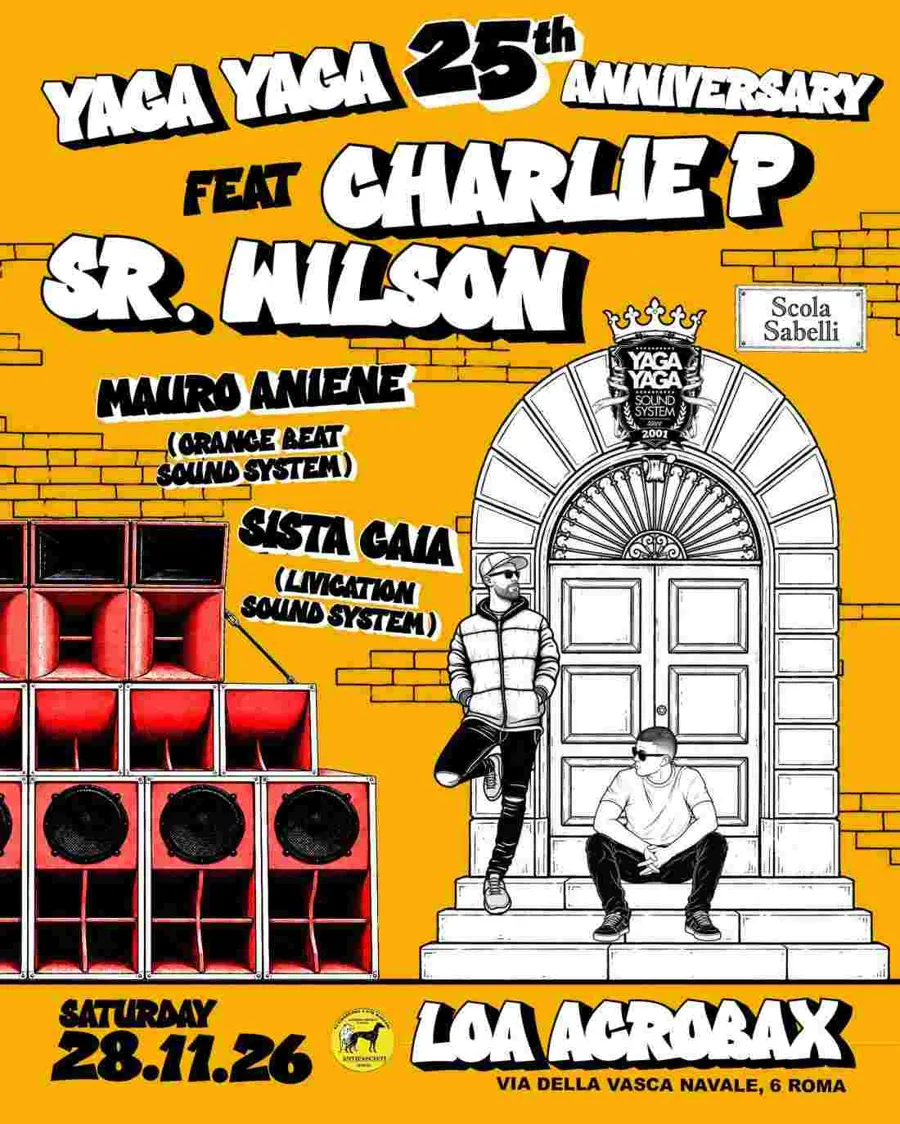 YAGA YAGA 25th ANNIVERSARY
FEAT CHARLIE P
SR. WILSON
Scola
Sabelli
YAGA
YAGA
SOUND
SYSTEM
2001
MAURO ANIENE
(ORANGE BEAT
SOUND SYSTEM)
SISTA GAIA
(LIVICATION
SOUND SYSTEM)
SATURDAY
28.11.26
ANTIFASCISTI
LOA ACROBAX
VIA DELLA VASCA NAVALE, 6 ROMA